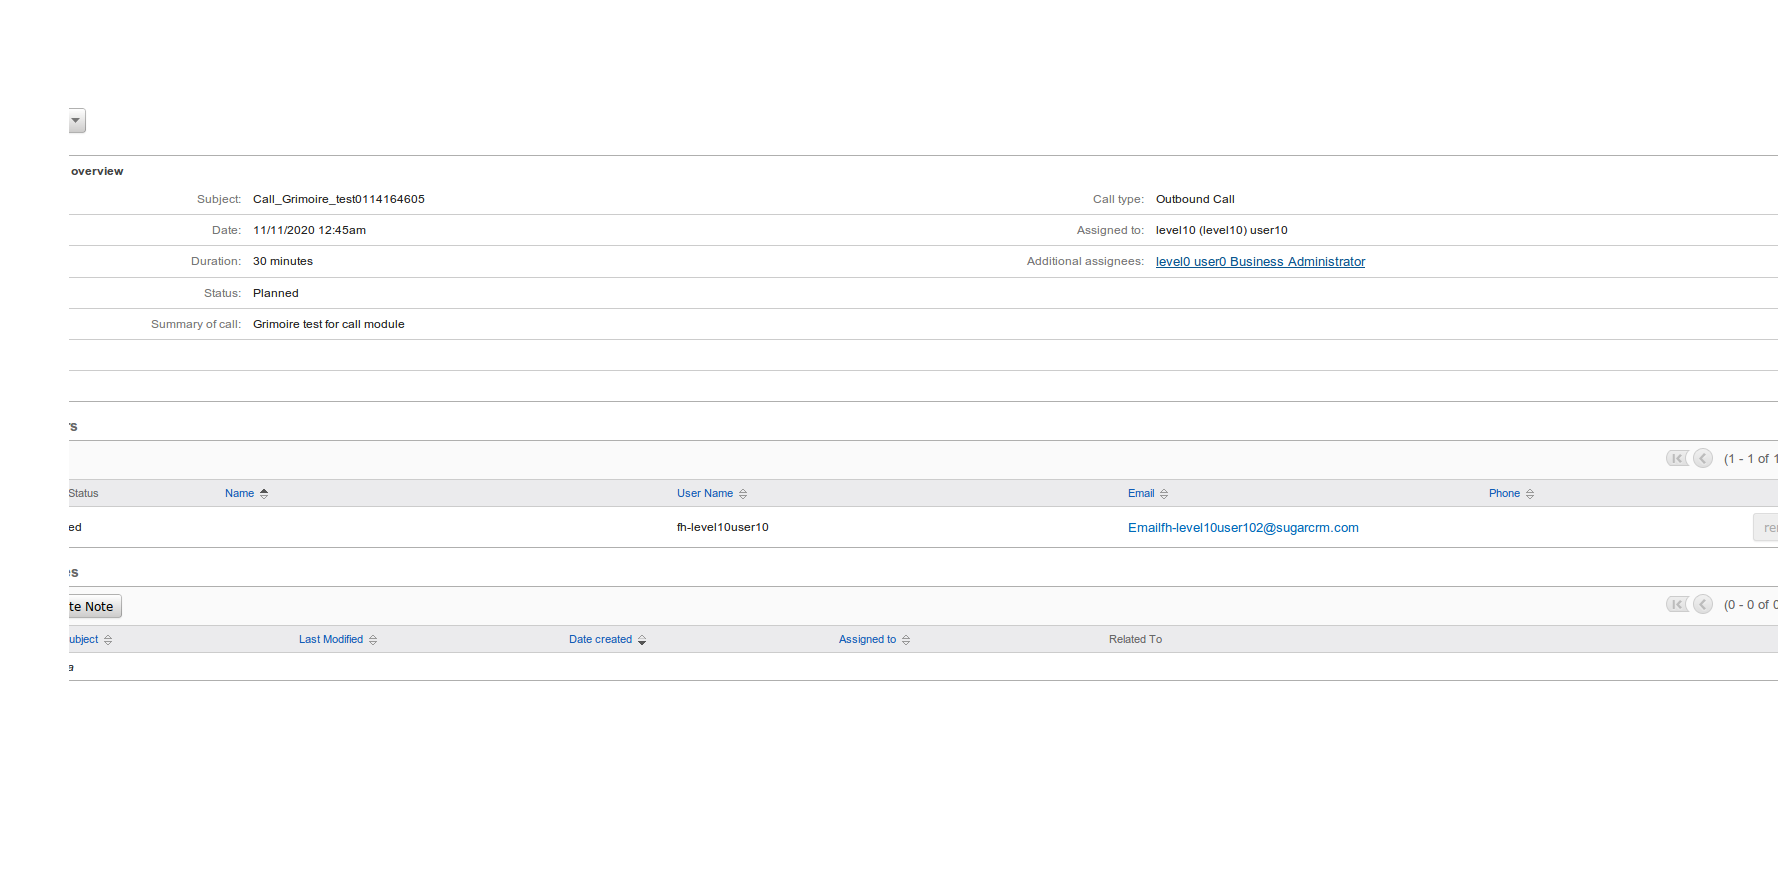 overview
Subject: Call_Grimoire_test0114164605 Call type: Outbound Call
Date: 11/11/2020 12:45am Assigned to: level10 (level10) user10
Duration: 30 minutes Additional assignees: level0 user0 Business Administrator
Status: Planned
Summary of call: Grimoire test for call module
rs
(1 - 1 of 1
Status Name User Name Email Phone
ed fh-level10user10 Emailfh-level10user102@sugarcrm.com rem
es
te Note (0 - 0 of 0
ubject Last Modified Date created Assigned to Related To
a